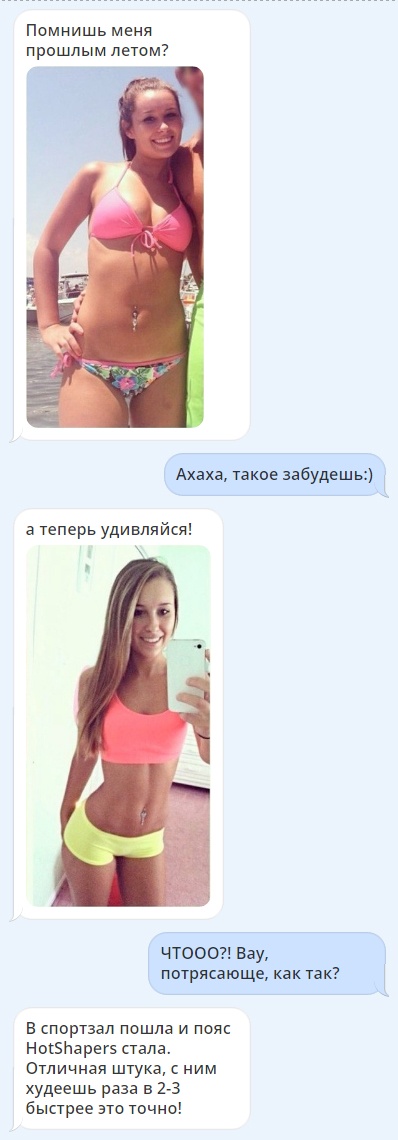 Помнишь меня
прошлым летом?
Ахаха, такое забудешь:)
а теперь удивляйся!
ЧТООО?! Вау,
потрясающе, как так?
В спортзал пошла и пояс
HotShapers стала.
Отличная штука, с ним
худеешь раза в 2-3
быстрее это точно!